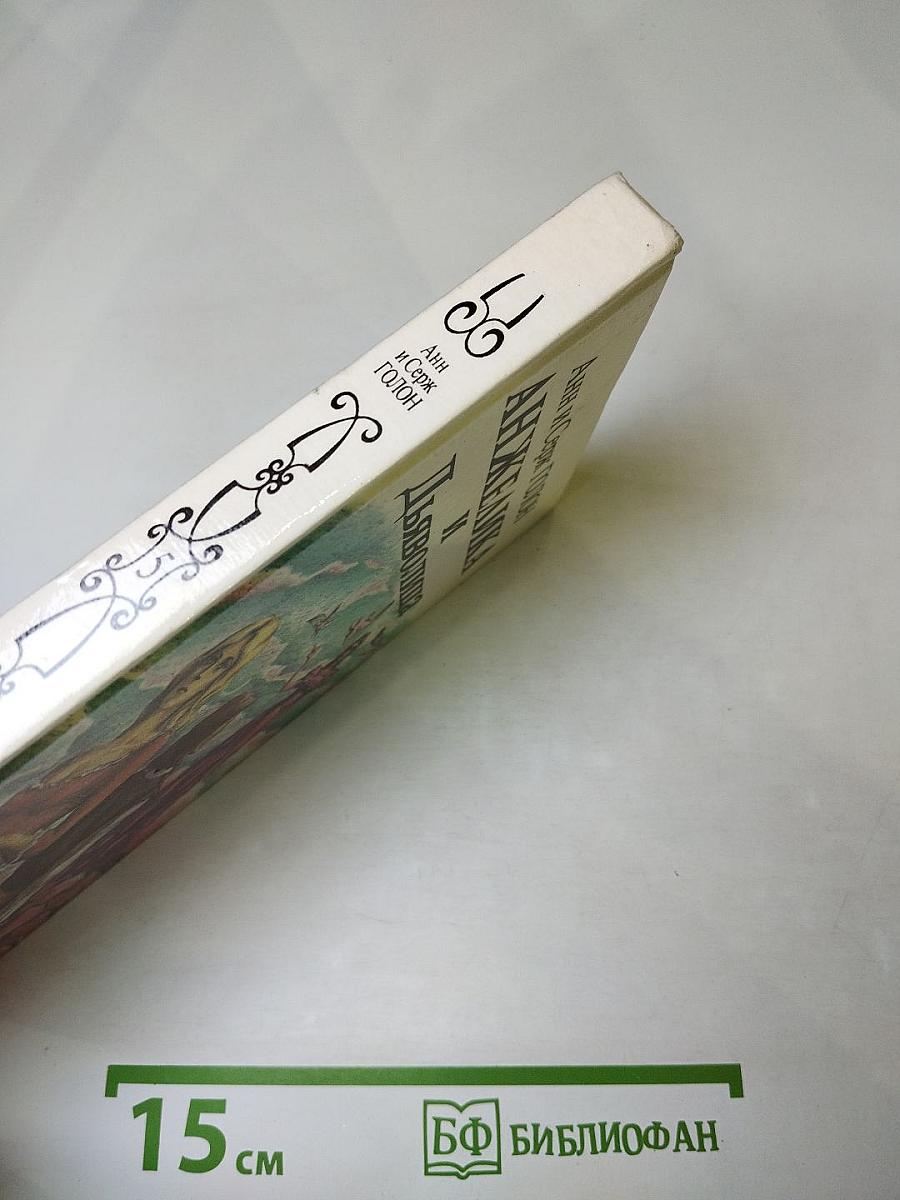 Анн
и Серж
ГОЛОН
5
Анн и Серж ГОЛОН
АНЖЕЛИКА
и
Дьяволица
15 см
БФ БИБЛИОФАН